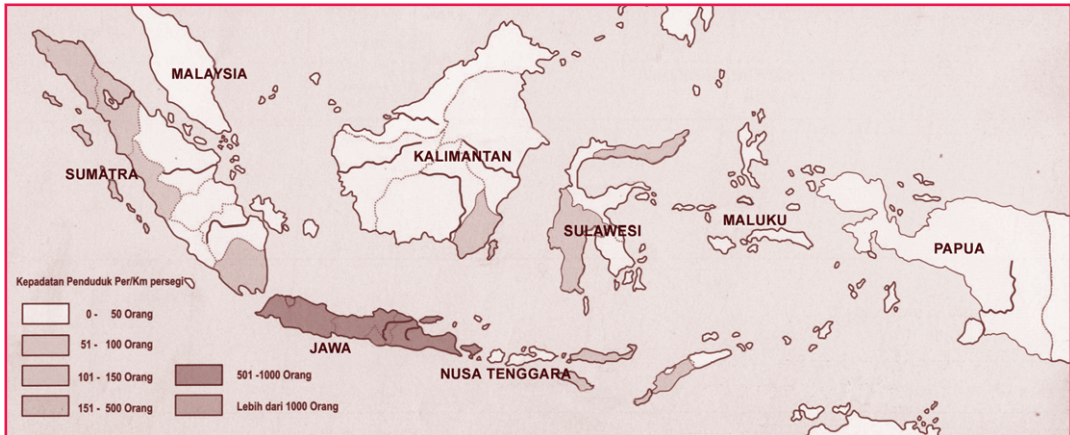 MALAYSIA
KALIMANTAN
SUMATRA
MALUKU
SULAWESI
PAPUA
JAWA
NUSA TENGGARA
Kepadatan Penduduk Per/Km persegi
0 - 50 Orang
51 - 100 Orang
101 - 150 Orang
151 - 500 Orang
501 -1000 Orang
Lebih dari 1000 Orang